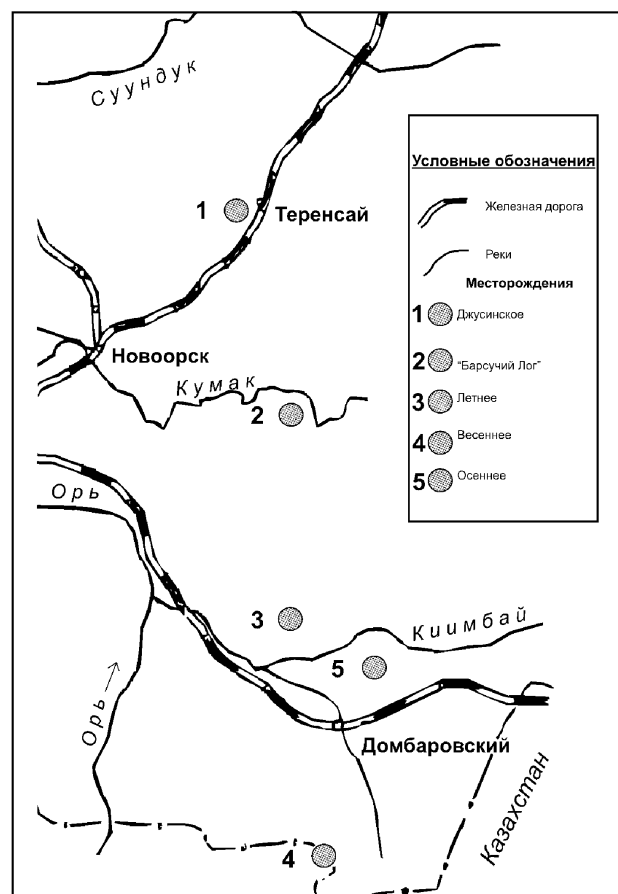 Суундук
1
Теренсай
Новоорск
Кумак
2
Орь
3
Киимбай
5
Орь
Домбаровский
Казахстан
4
Условные обозначения
Железная дорога
Реки
Месторождения
1 Джусинское
2 "Барсучий Лог"
3 Летнее
4 Весеннее
5 Осеннее